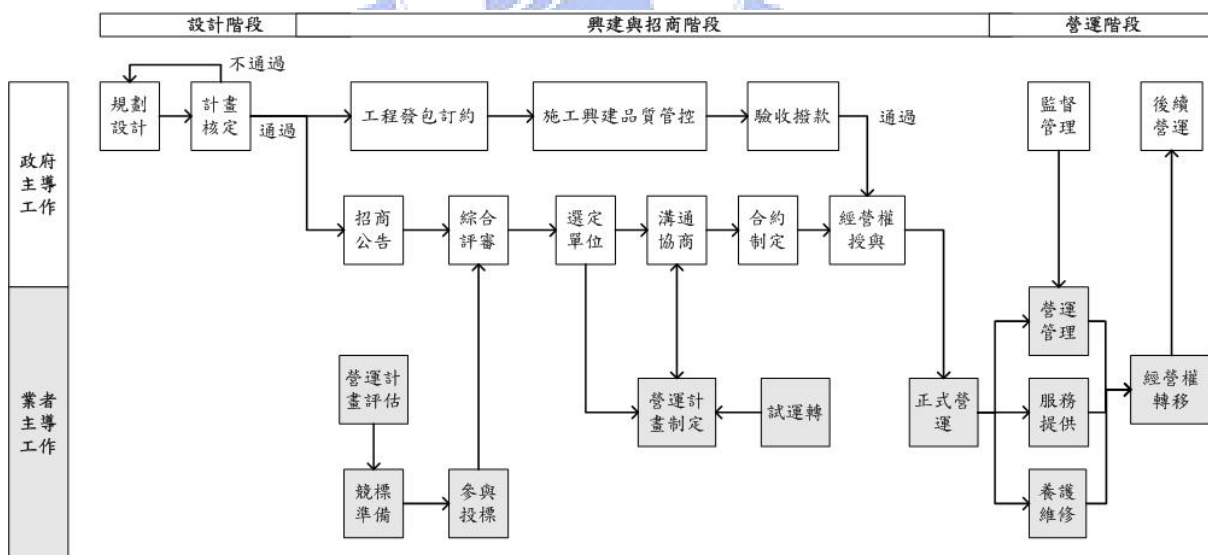 設計階段
興建與招商階段
營運階段
政府
主導
工作
不通過
規劃
設計
計畫
核定
通過
工程發包訂約
施工興建品質管控
驗收撥款
通過
監督
管理
後續
營運
招商
公告
綜合
評審
選定
單位
溝通
協商
合約
制定
經營權
授與
業者
主導
工作
營運計
畫評估
競標
準備
參與
投標
營運計
畫制定
試運轉
正式營
運
營運
管理
服務
提供
養護
維修
經營權
轉移